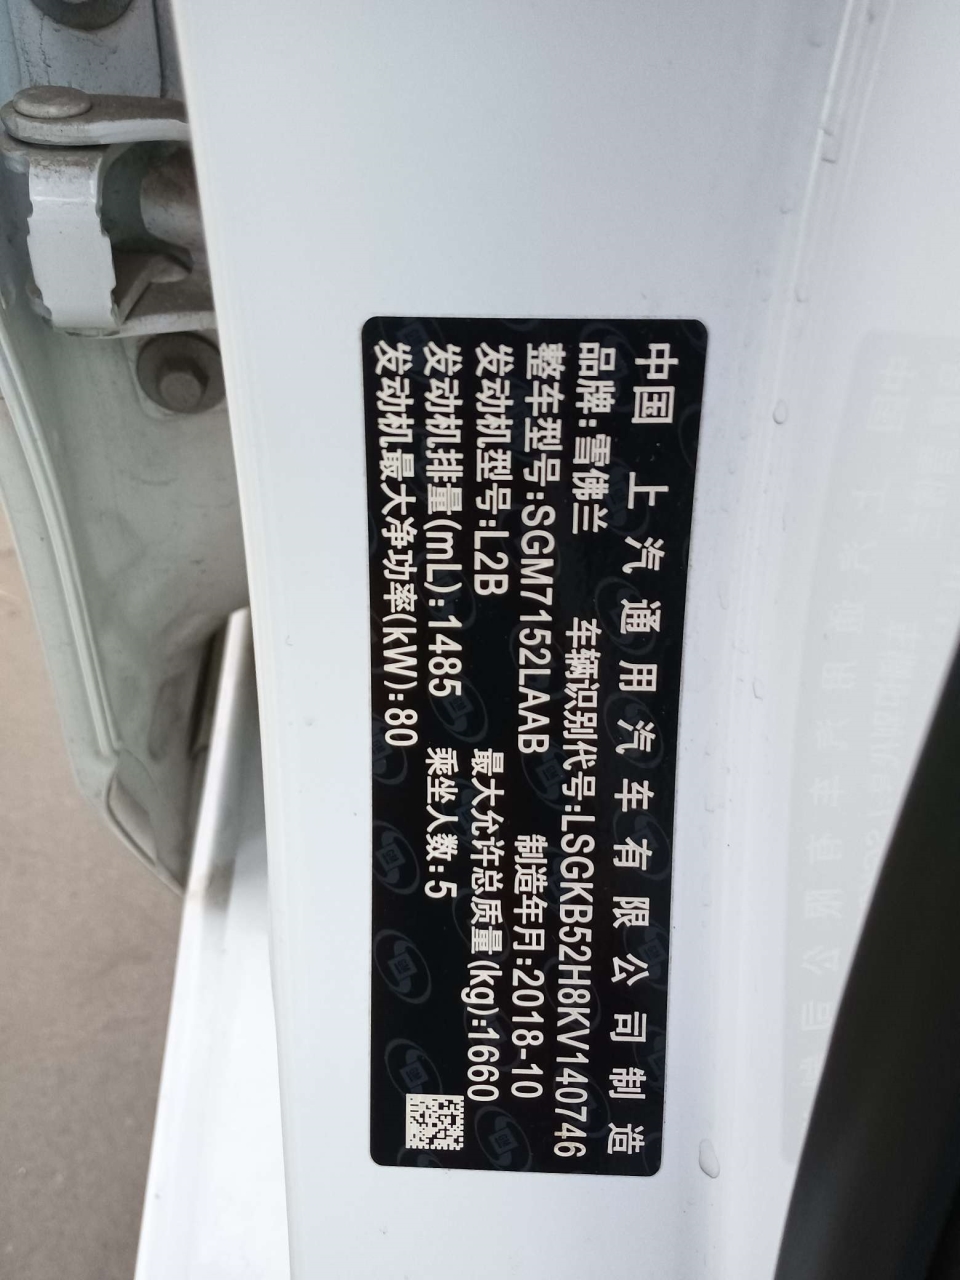 中国 上汽通用汽车有限公司制造
品牌:雪佛兰 车辆识别代号:LSGKB52H8KV140746
整车型号:SGM7152LAAB 制造年月:2018-10
发动机型号:L2B 最大允许总质量(kg):1660
发动机排量(mL):1485 乘坐人数:5
发动机最大净功率(kW):80